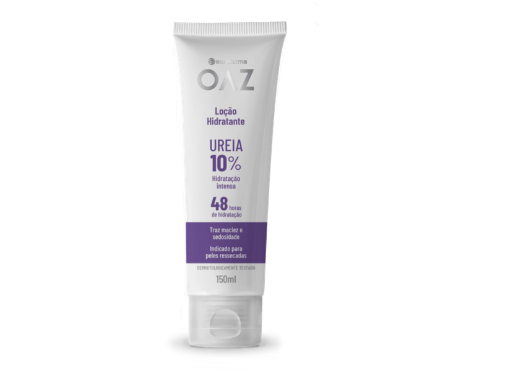 OAZ
Loção
Hidratante
UREIA
10%
Hidratação
intensa
48 horas
de hidratação
Traz maciez e
sedosidade
Indicado para
peles ressecadas
DERMATOLOGICAMENTE TESTADO
150ml